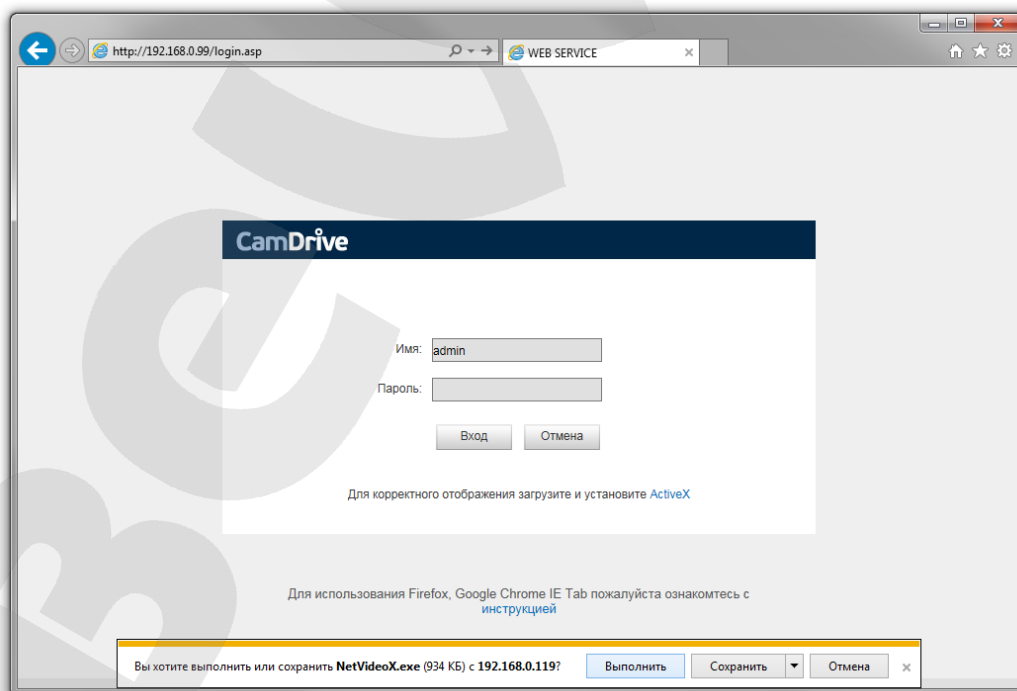 http://192.168.0.99/login.asp
WEB SERVICE
CamDrive
Имя: admin
Пароль:
Вход Отмена
Для корректного отображения загрузите и установите ActiveX
Для использования Firefox, Google Chrome IE Tab пожалуйста ознакомтесь с
инструкцией
Вы хотите выполнить или сохранить NetVideoX.exe (934 КБ) с 192.168.0.119? Выполнить Сохранить Отмена